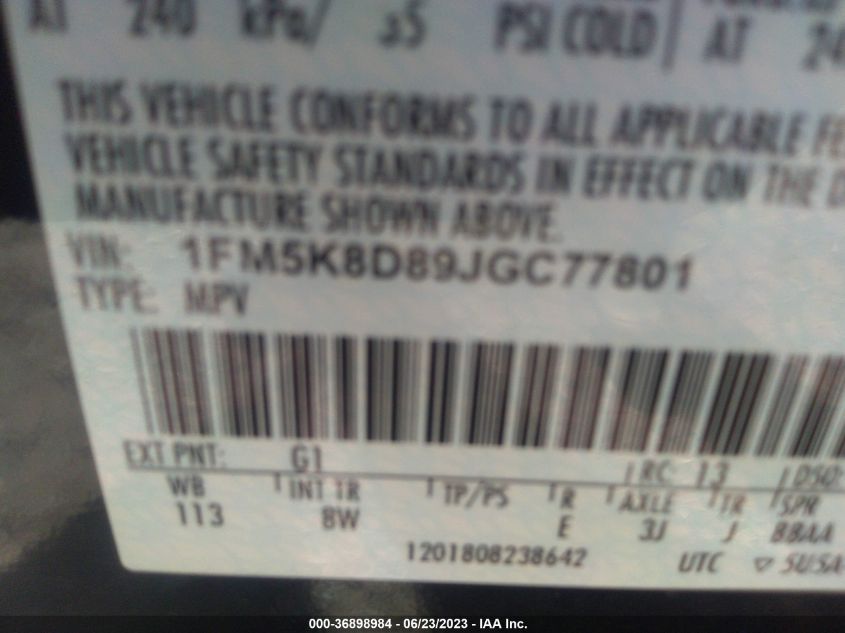 AT 240 kPa/ 35 PSI COLD AT 24
THIS VEHICLE CONFORMS TO ALL APPLICABLE FE
VEHICLE SAFETY STANDARDS IN EFFECT ON THE D
MANUFACTURE SHOWN ABOVE.
VIN: 1FM5K8D89JGC77801
TYPE: MPV
EXT PNT: G1 RC: 13 DSO:
WB INT TR TP/PS R AXLE TR SPR
113 8W E 3J J BBAA
1201808238642 UTC ▽ SUSA
000-36898984 - 06/23/2023 - IAA Inc.